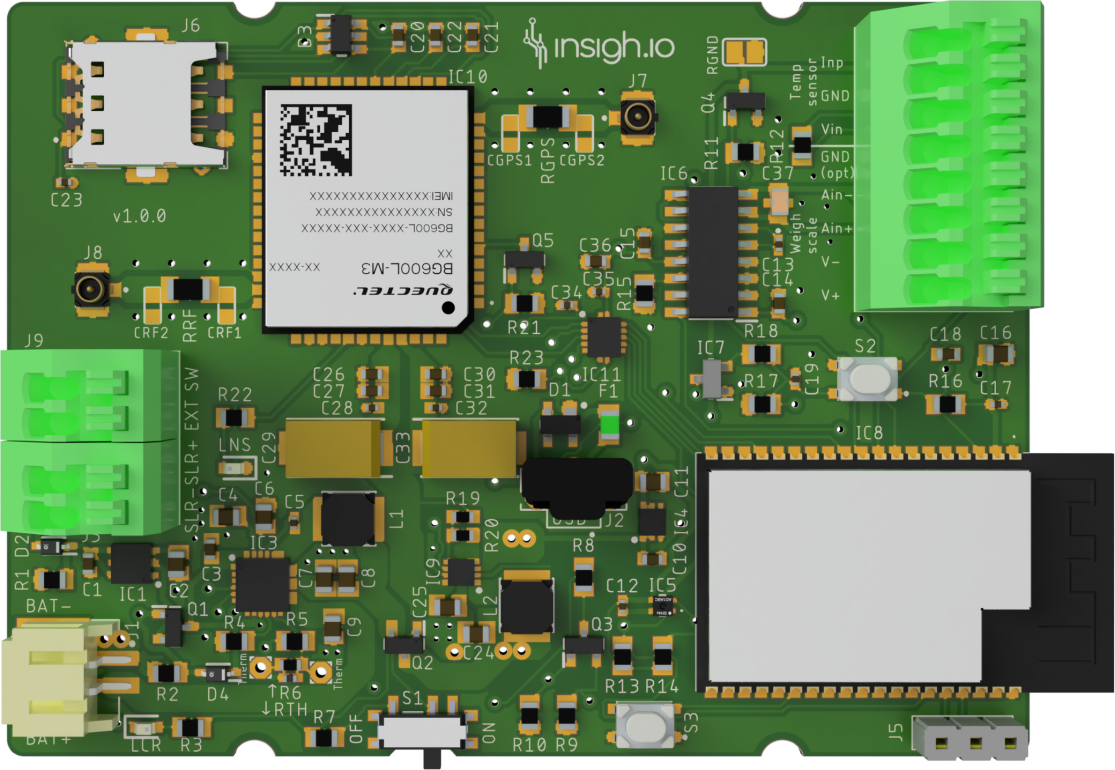 J6
D3
C20
C22
C21
insigh.io
RGND
Temp
sensor
Inp
GND
Vin
GND
(opt)
Ain-
Ain+
V-
V+
Weigh
scale
IC10
J7
Q4
R11
R12
C37
IC6
CGPS1
RGPS
CGPS2
C23
v1.0.0
IMEI:XXXXXXXXXXXXXXX
SN:XXXXXXXXXXXXXXX
BG600L-XXX-XXX-XXXX
XX
BG600L-M3
XX-XXXX
QUECTEL
J8
CRF2
RRF
CRF1
Q5
R21
C36
C35
C34
C15
R15
C13
C14
IC11
R18
IC7
R17
C19
S2
C18
C16
R16
C17
J9
SLR-SLR+ EXT SW
R22
LNS
C26
C27
C28
C30
C31
C32
R23
D1
F1
C29
C33
IC8
C4
C6
C5
L1
R19
R20
J2
C11
IC4
C10
D2
R1
C1
IC1
C2
C3
IC3
C7
C8
IC9
C25
L2
R8
C12
IC5
BAT-
J1
Q1
R4
R5
C9
C24
Q2
Q3
R2
D4
Therm
↑R6
↓RTH
Therm
R13
R14
BAT+
LCR
R3
R7
OFF
S1
ON
R10
R9
S3
J5